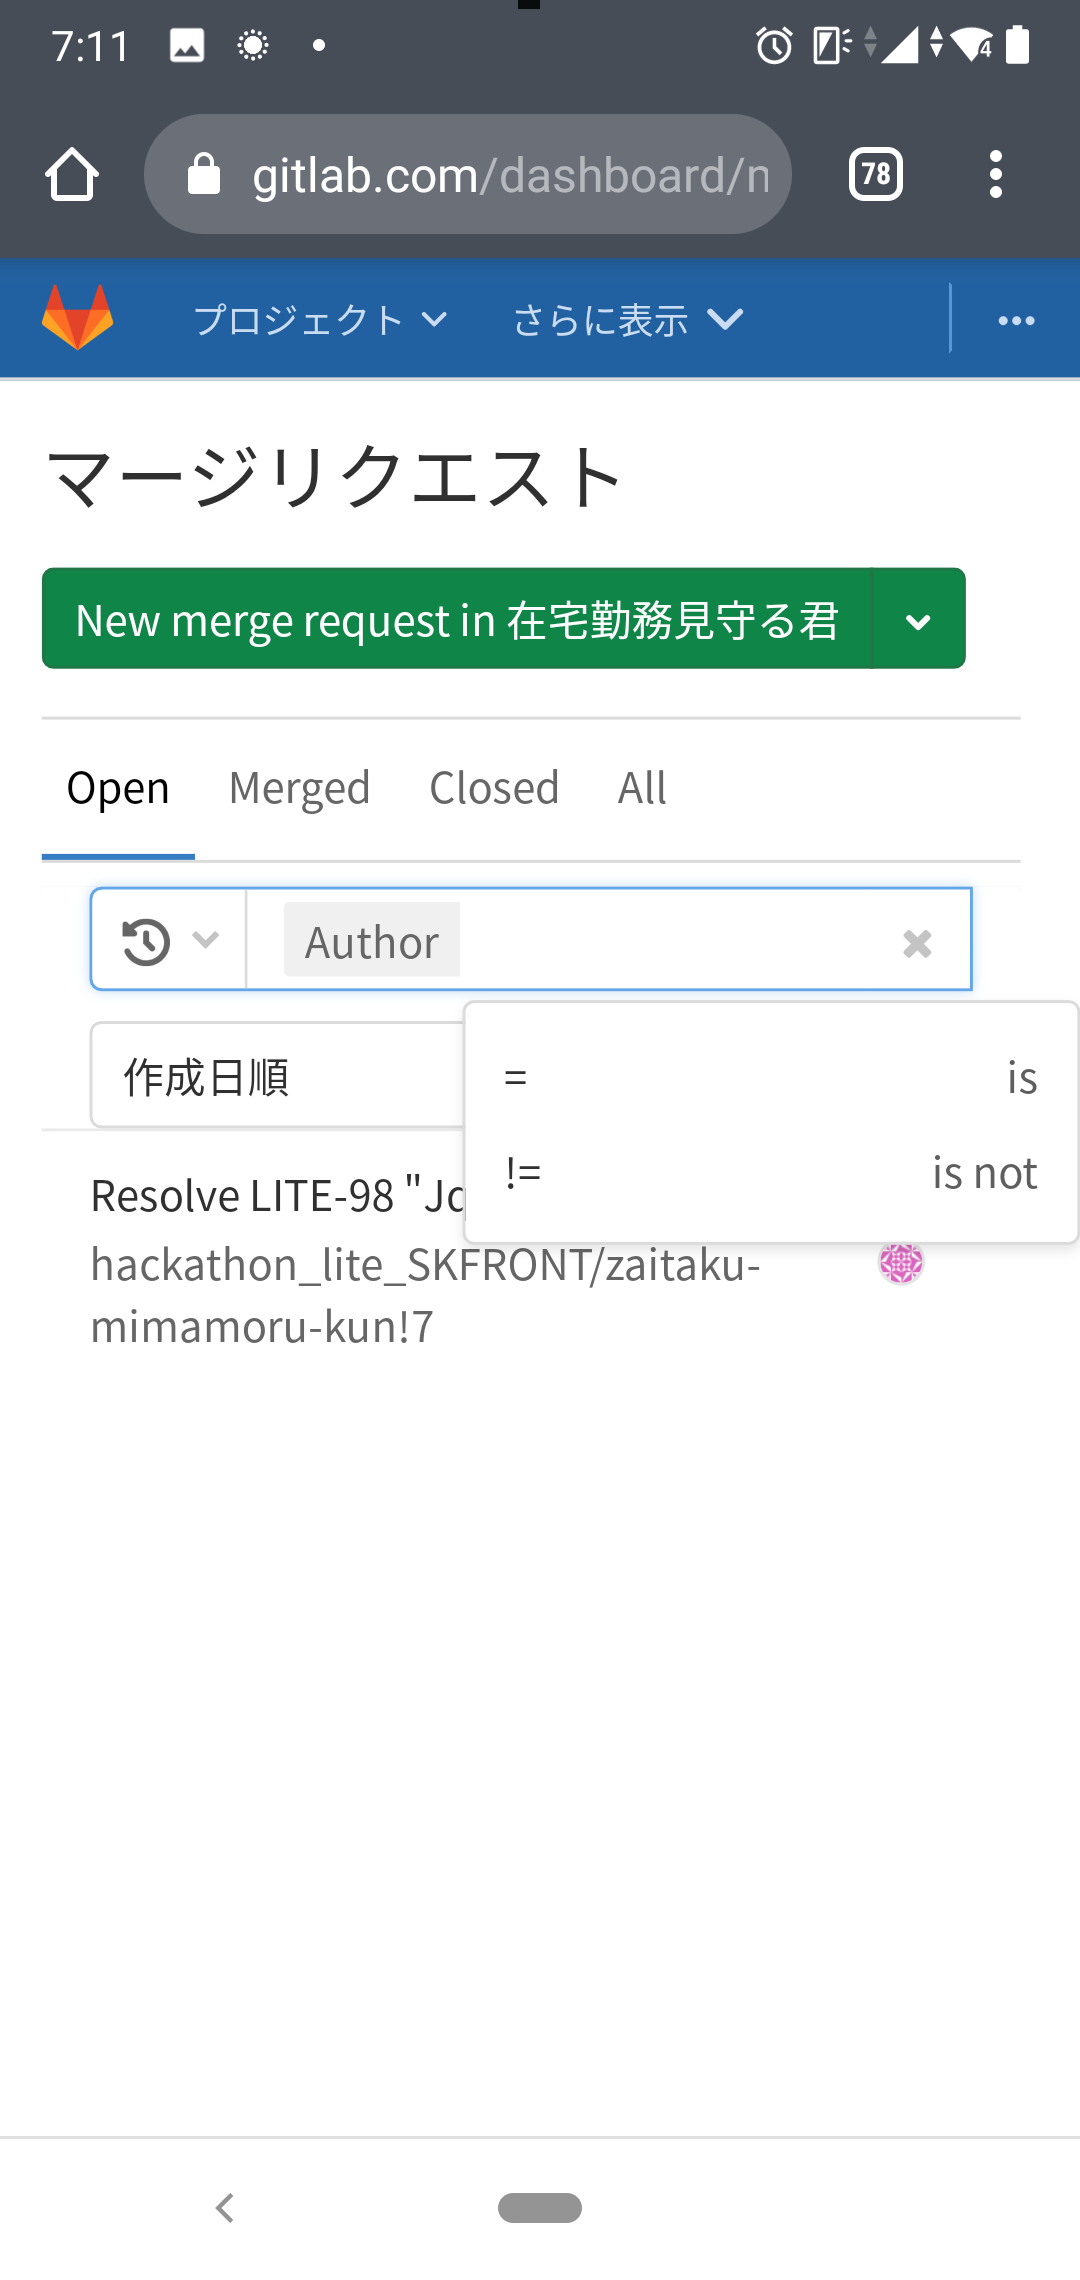 7:11
gitlab.com/dashboard/n
78
4
プロジェクト
さらに表示
マージリクエスト
New merge request in 在宅勤務見守る君
Open Merged Closed All
Author
作成日順
= is
!= is not
Resolve LITE-98 "Jq
hackathon_lite_SKFRONT/zaitaku-
mimamoru-kun!7